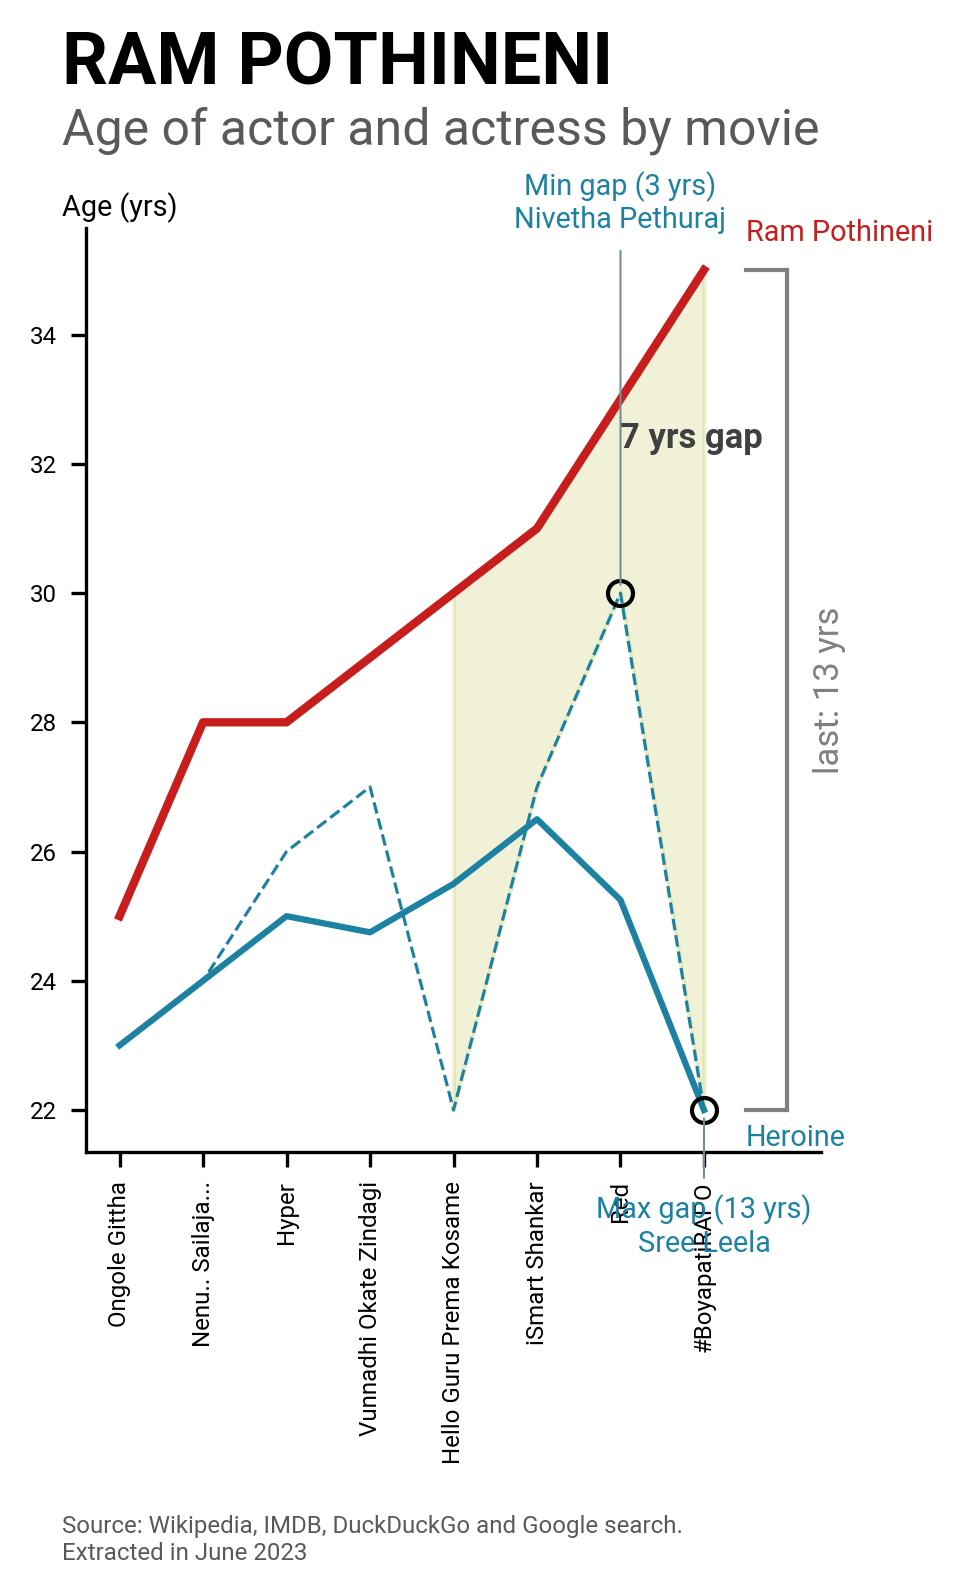 RAM POTHINENI
Age of actor and actress by movie
Min gap (3 yrs)
Nivetha Pethuraj
Age (yrs)
Ram Pothineni
34
7 yrs gap
32
30
last: 13 yrs
28
26
24
22
Heroine
Ongole Gittha
Nenu.. Sailaja...
Hyper
Vunnadhi Okate Zindagi
Hello Guru Prema Kosame
iSmart Shankar
Red
#BoyapatiRAPO
Max gap (13 yrs)
Sree Leela
Source: Wikipedia, IMDB, DuckDuckGo and Google search.
Extracted in June 2023